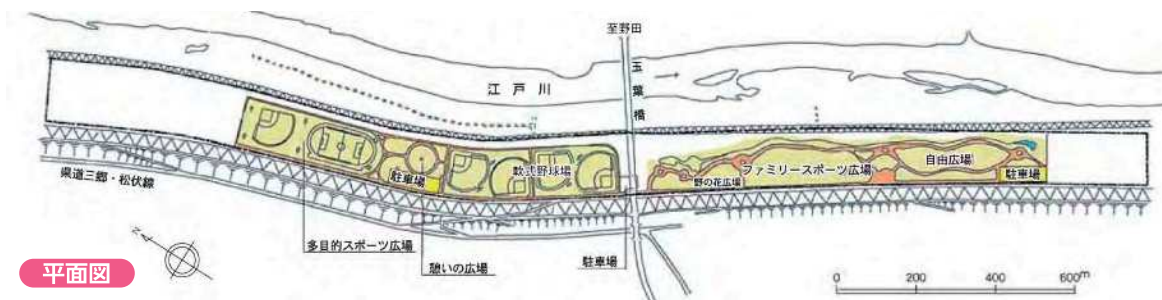 至野田
江戸川
玉葉橋
県道三郷・松伏線
駐車場
軟式野球場
野の花広場
ファミリースポーツ広場
自由広場
駐車場
多目的スポーツ広場
憩いの広場
駐車場
N
平面図
0 200 400 600m